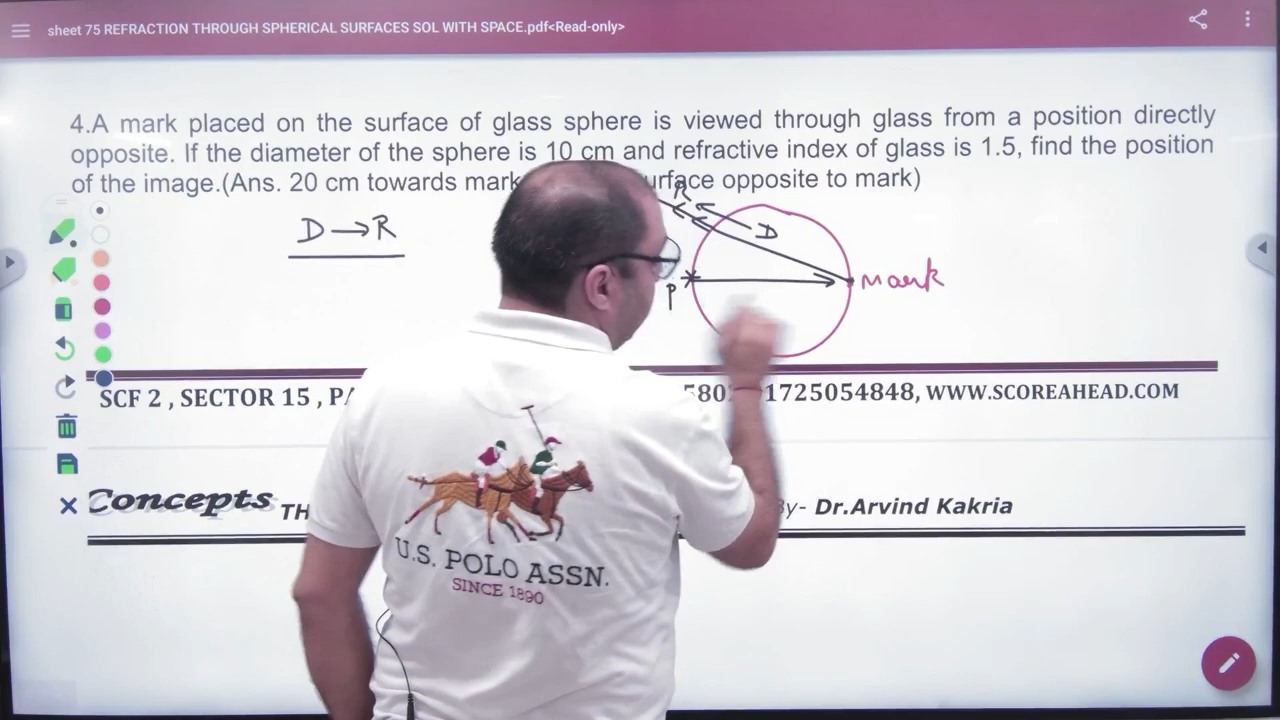 sheet 75 REFRACTION THROUGH SPHERICAL SURFACES SOL WITH SPACE.pdf<Read-only>
4.A mark placed on the surface of glass sphere is viewed through glass from a position directly
opposite. If the diameter of the sphere is 10 cm and refractive index of glass is 1.5, find the position
of the image.(Ans. 20 cm towards mark opposite to mark)
D → R
R
D
P
mark
SCF 2 , SECTOR 15 , 1725054848, WWW.SCOREAHEAD.COM
Concepts Dr.Arvind Kakria
U.S. POLO ASSN.
SINCE 1890